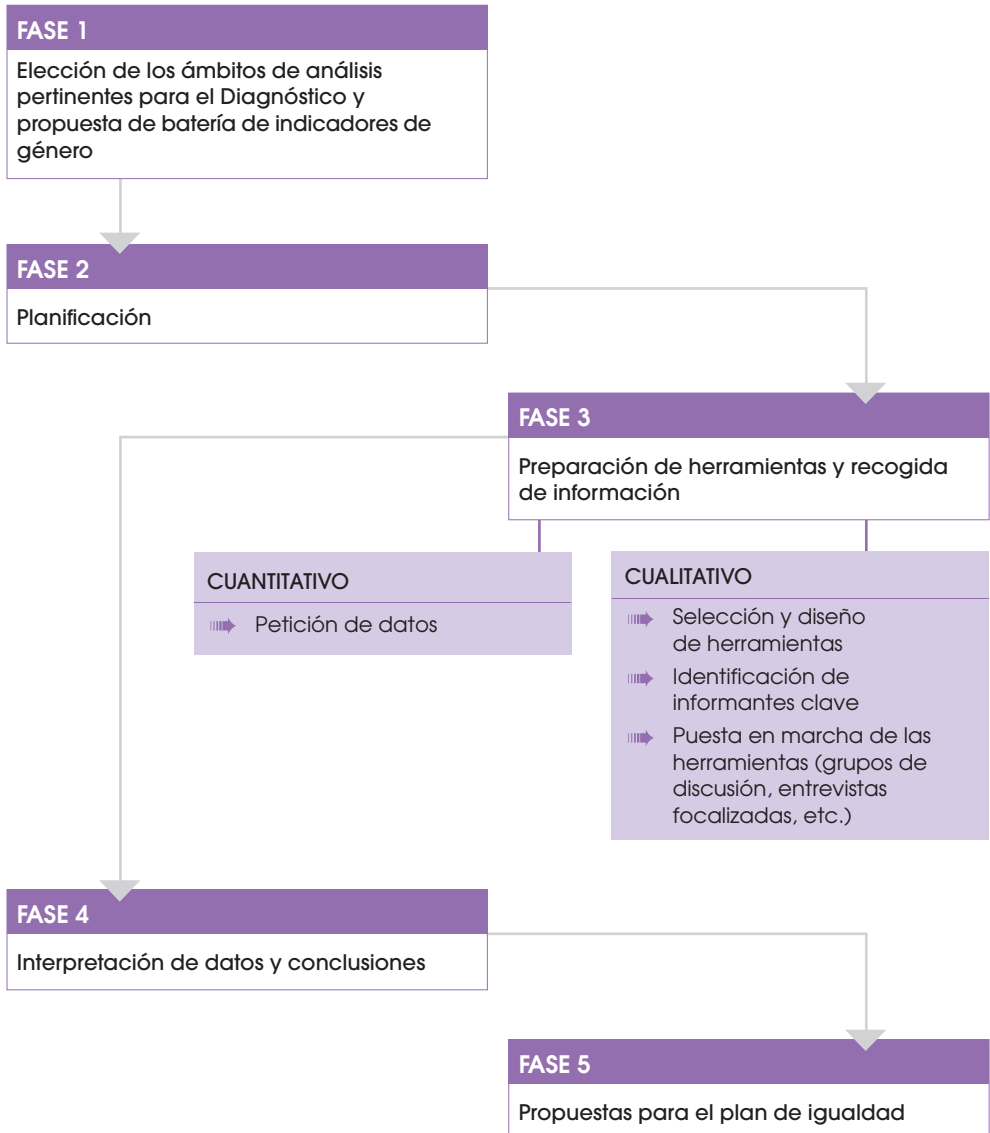 FASE 1
Elección de los ámbitos de análisis
pertinentes para el Diagnóstico y
propuesta de batería de indicadores de
género
FASE 2
Planificación
FASE 3
Preparación de herramientas y recogida
de información
CUANTITATIVO
Petición de datos
CUALITATIVO
Selección y diseño
de herramientas
Identificación de
informantes clave
Puesta en marcha de las
herramientas (grupos de
discusión, entrevistas
focalizadas, etc.)
FASE 4
Interpretación de datos y conclusiones
FASE 5
Propuestas para el plan de igualdad